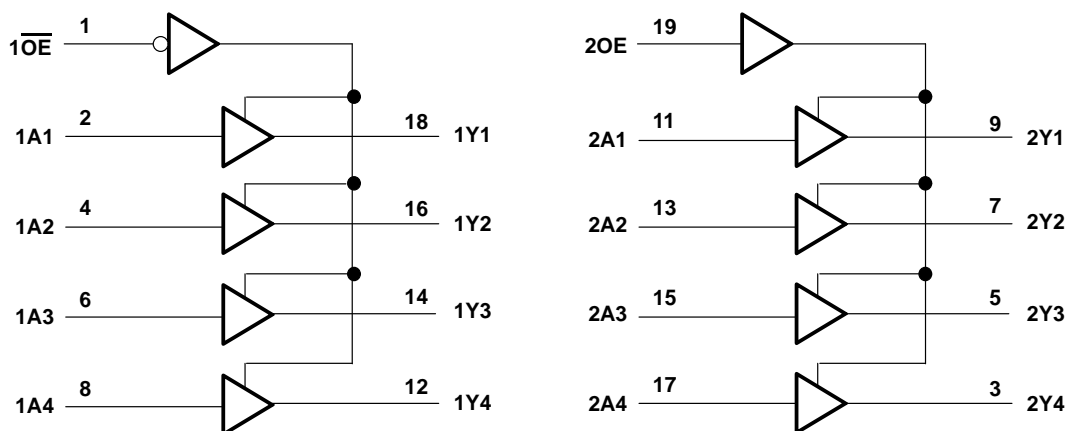 1O̅E̅ 1
2 1A1 18 1Y1
4 1A2 16 1Y2
6 1A3 14 1Y3
8 1A4 12 1Y4
2OE 19
11 2A1 9 2Y1
13 2A2 7 2Y2
15 2A3 5 2Y3
17 2A4 3 2Y4